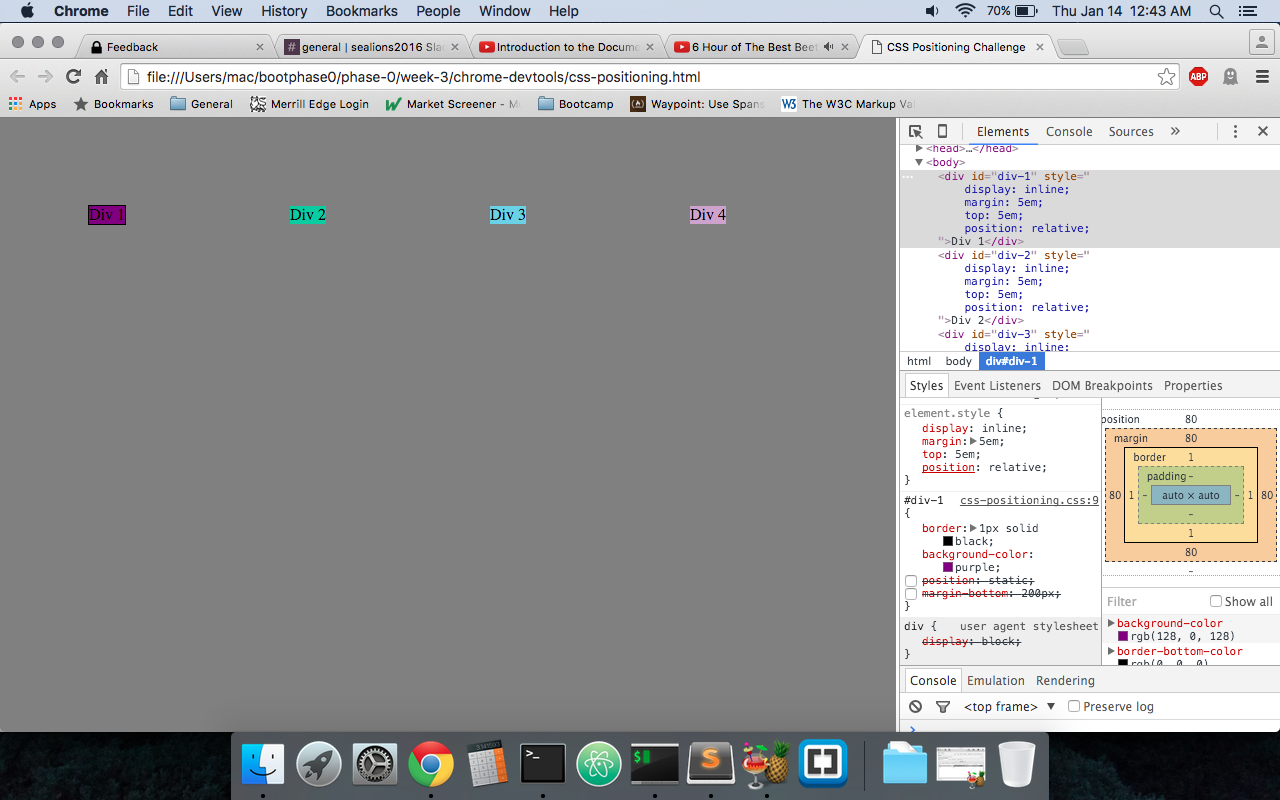 Chrome File Edit View History Bookmarks People Window Help 70% Thu Jan 14 12:43 AM
Feedback # general | sealions2016 Sla Introduction to the Docume 6 Hour of The Best Beet CSS Positioning Challenge
file:///Users/mac/bootphase0/phase-0/week-3/chrome-devtools/css-positioning.html ABP
Apps Bookmarks General Merrill Edge Login Market Screener - M Bootcamp Waypoint: Use Spans W3 The W3C Markup Va
Div 1 Div 2 Div 3 Div 4
Elements Console Sources »
▶<head>…</head>
▼<body>
… <div id="div-1" style="
display: inline;
margin: 5em;
top: 5em;
position: relative;
">Div 1</div>
<div id="div-2" style="
display: inline;
margin: 5em;
top: 5em;
position: relative;
">Div 2</div>
<div id="div-3" style="
display: inline;
html body div#div-1
Styles Event Listeners DOM Breakpoints Properties
element.style {
display: inline;
margin:▶5em;
top: 5em;
position: relative;
}
#div-1 css-positioning.css:9
{
border:▶1px solid
black;
background-color:
purple;
position: static;
margin-bottom: 200px;
}
div { user agent stylesheet
display: block;
}
position 80
margin 80
border 1
padding -
80 1 - auto × auto - 1 80
-
1
80
-
Filter Show all
▶background-color
rgb(128, 0, 128)
▶border-bottom-color
rgb(0, 0, 0)
Console Emulation Rendering
<top frame> ▼ Preserve log
>